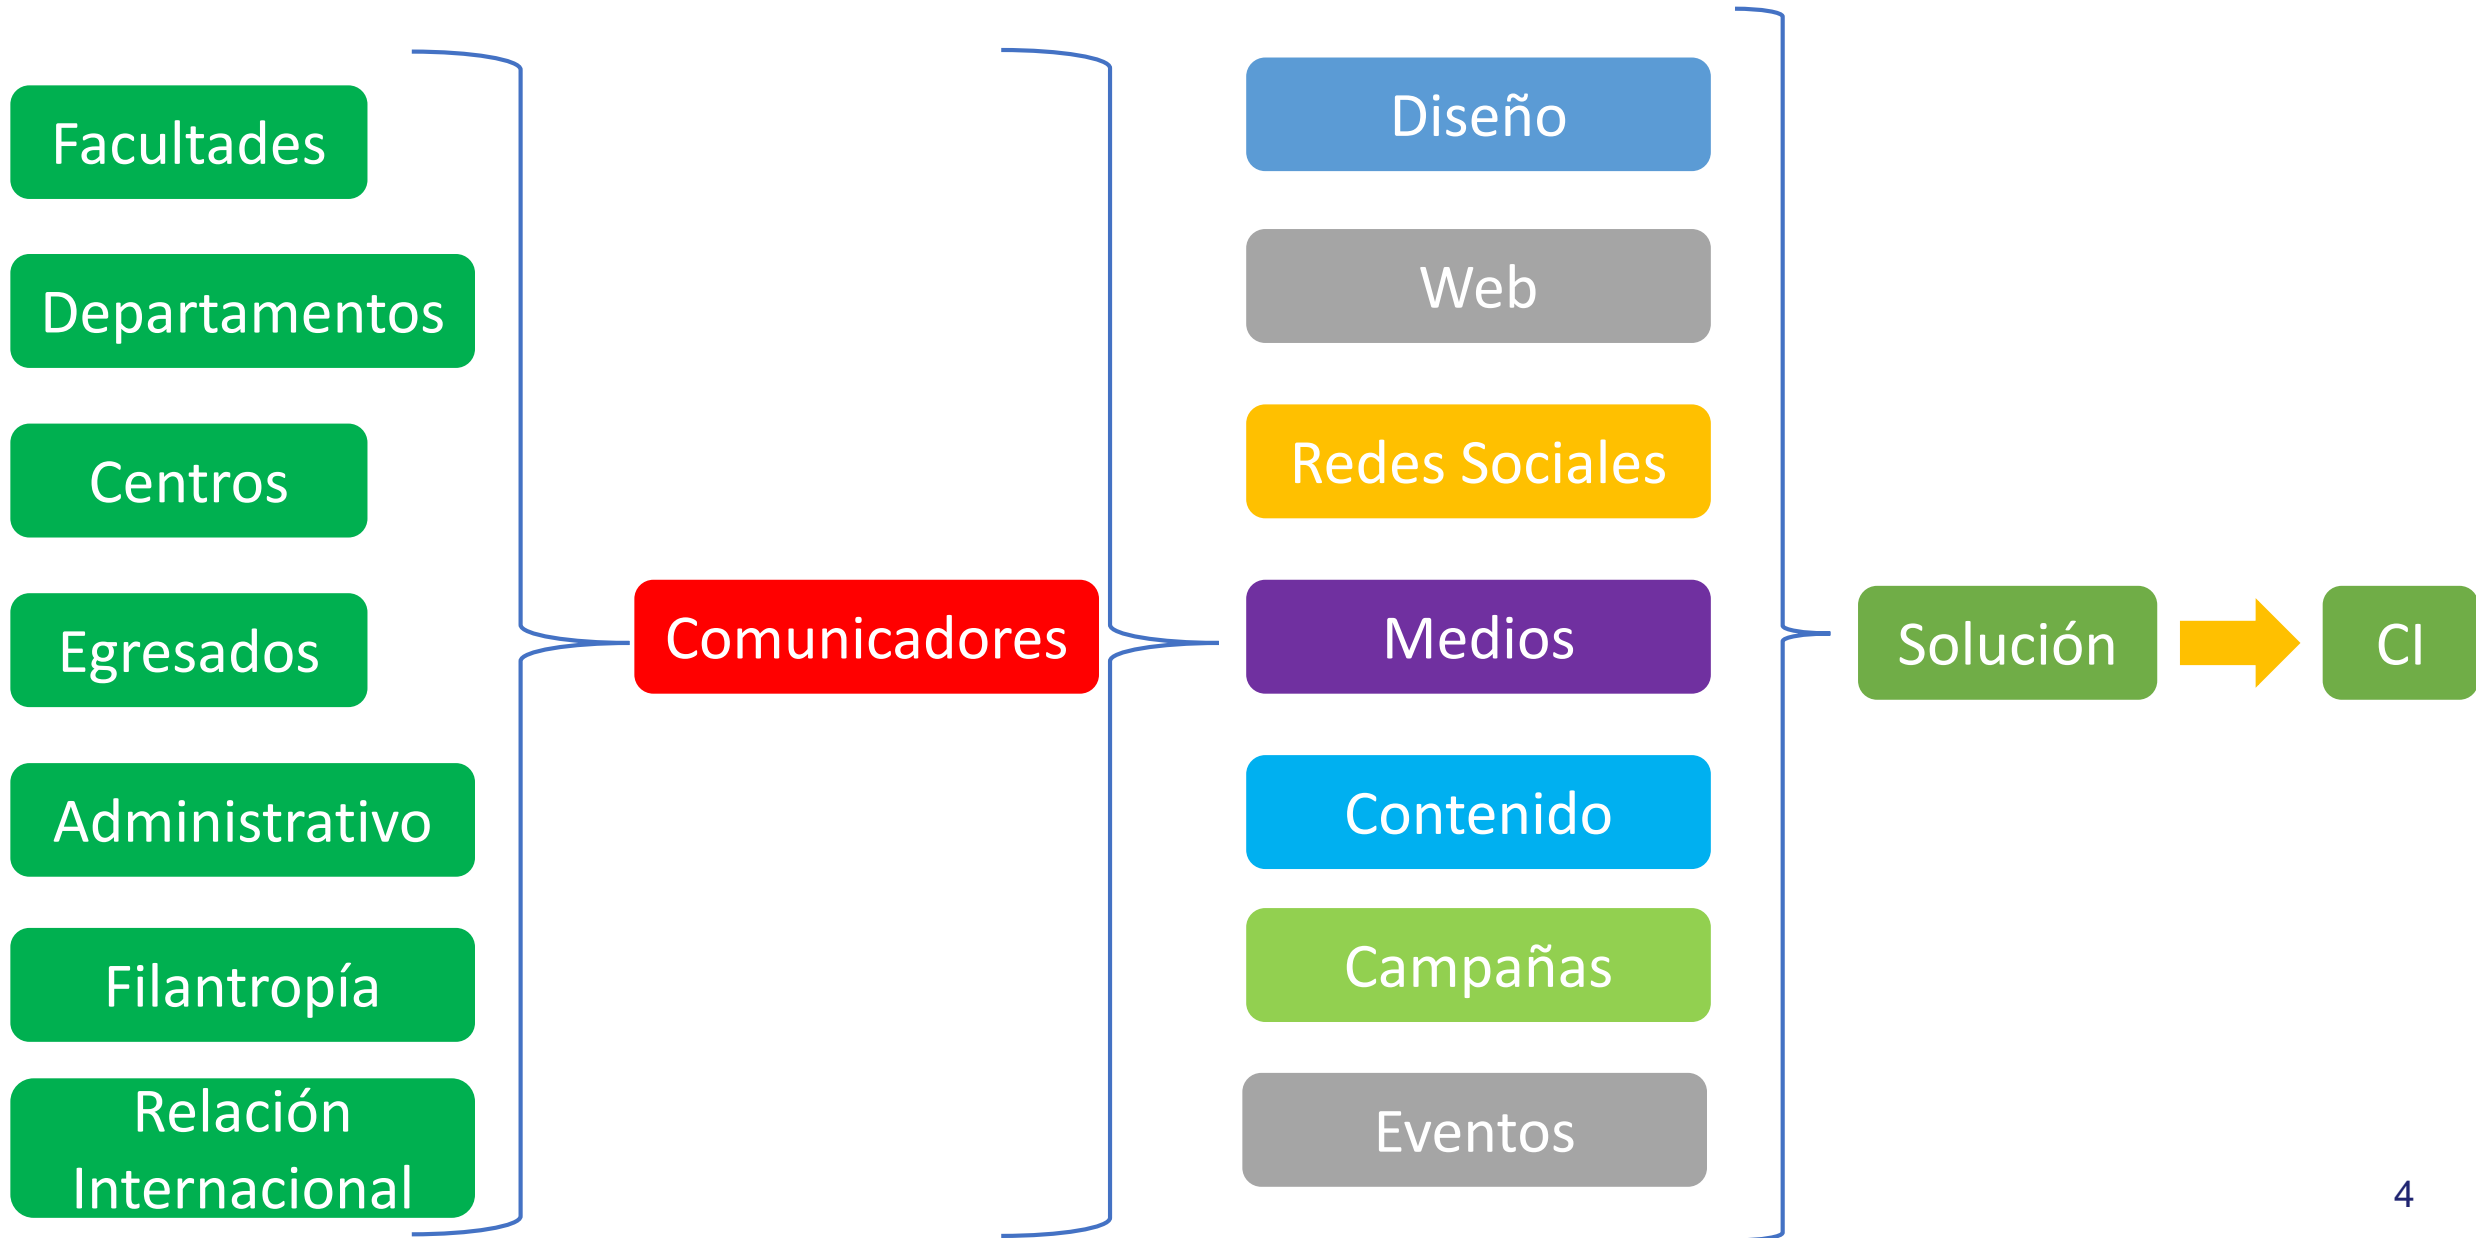 Facultades
Departamentos
Centros
Egresados
Administrativo
Filantropía
Relación
Internacional
Comunicadores
Diseño
Web
Redes Sociales
Medios
Contenido
Campañas
Eventos
Solución
CI
4